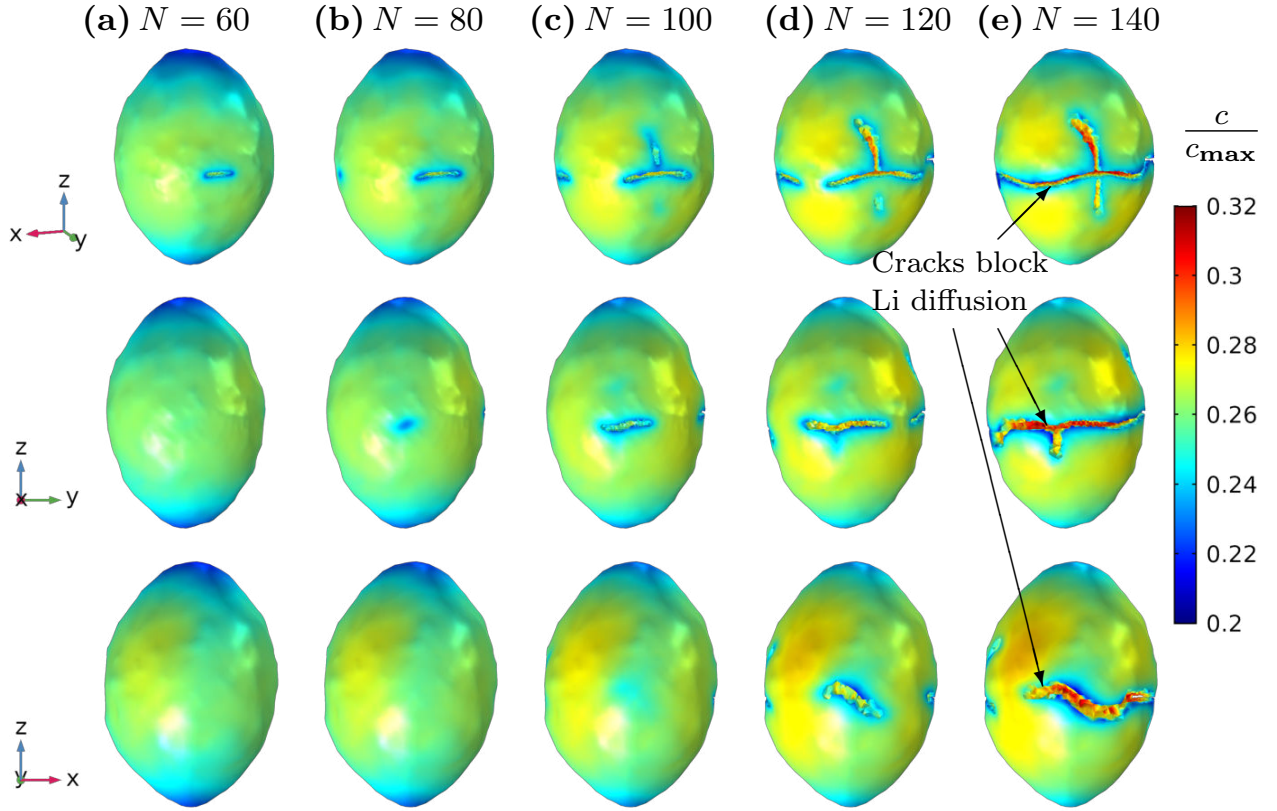 (a) N = 60 (b) N = 80 (c) N = 100 (d) N = 120 (e) N = 140
c
c_max
z
x
y
0.32
0.3
0.28
0.26
0.24
0.22
0.2
Cracks block
Li diffusion
z
x
y
z
y
x